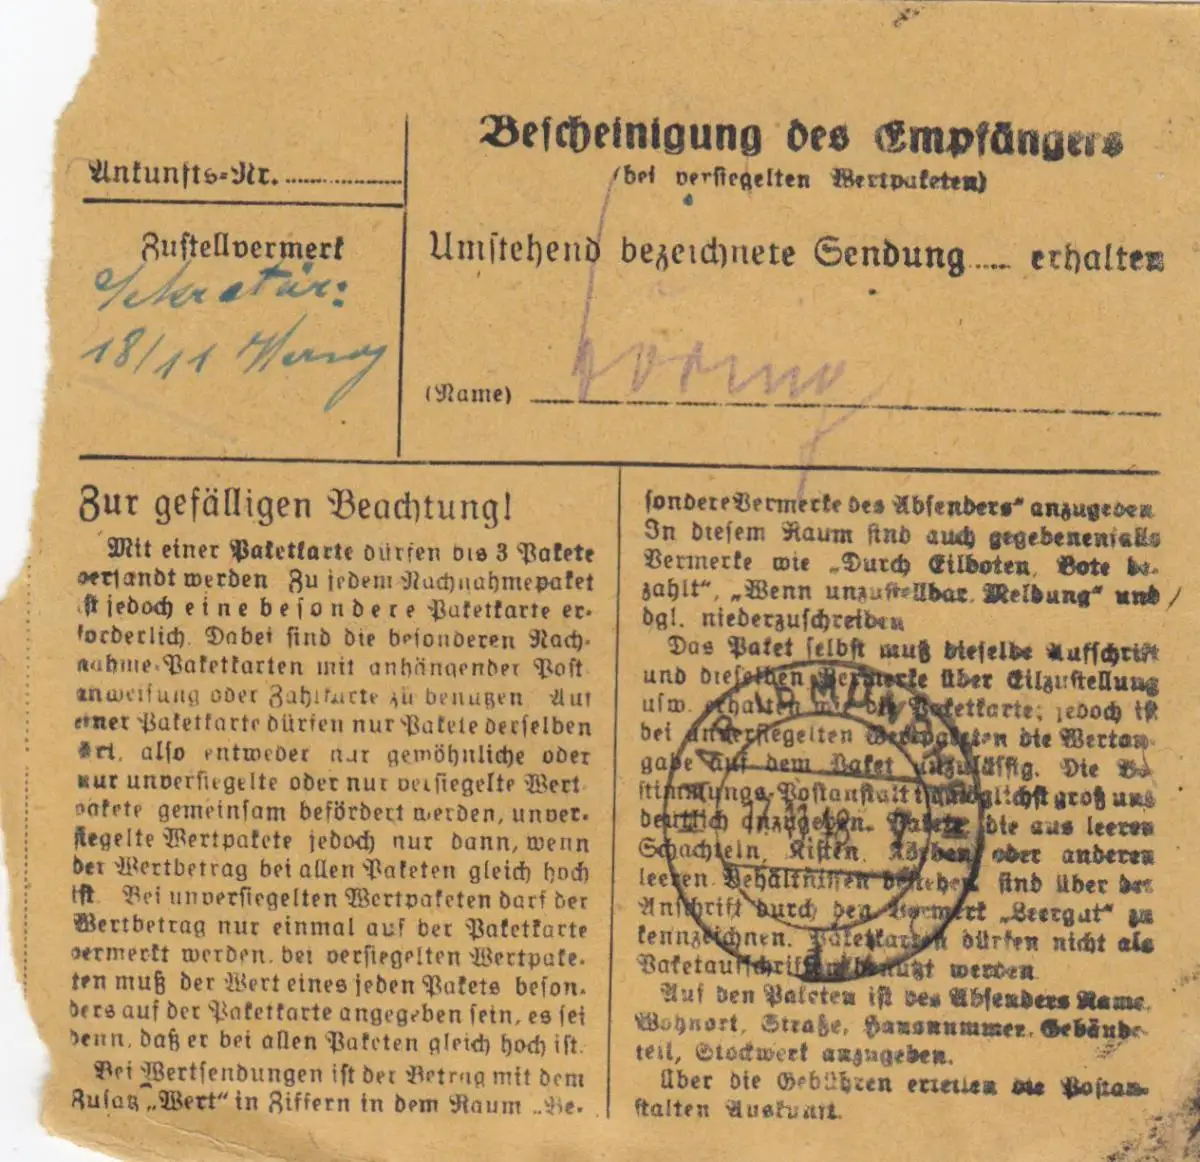 Ankunfts-Nr. ....................
Zustellvermerk
Sekretär:
18/11
Bescheinigung des Empfängers
(bei versiegelten Wertpaketen)
Umstehend bezeichnete Sendung ..... erhalten
(Name)
Zur gefälligen Beachtung!
Mit einer Paketkarte dürfen bis 3 Pakete
versandt werden Zu jedem Nachnahmepaket
ist jedoch eine besondere Paketkarte er-
forderlich. Dabei sind die besonderen Nach-
nahme-Paketkarten mit anhängender Post
anweisung oder Zahlkarte zu benutzen Auf
einer Paketkarte dürfen nur Pakete derselben
Art, also entweder nur gewöhnliche oder
nur unversiegelte oder nur versiegelte Wert
pakete gemeinsam befördert werden, unver-
siegelte Wertpakete jedoch nur dann, wenn
der Wertbetrag bei allen Paketen gleich hoch
ist. Bei unversiegelten Wertpaketen darf der
Wertbetrag nur einmal auf der Paketkarte
vermerkt werden, bei versiegelten Wertpake-
ten muß der Wert eines jeden Pakets beson-
ders auf der Paketkarte angegeben sein, es sei
denn, daß er bei allen Paketen gleich hoch ist.
Bei Wertsendungen ist der Betrag mit dem
Zusatz „Wert" in Ziffern in dem Raum „Be-
sondere Vermerke des Absenders" anzugeben
In diesem Raum sind auch gegebenenfalls
Vermerke wie „Durch Eilboten, Bote be-
zahlt", „Wenn unzustellbar. Meldung" und
dgl. niederzuschreiben
Das Paket selbst muß dieselbe Aufschrift
und dieselben Vermerke über Eilzustellung
usw. erhalten wie die Paketkarte; jedoch ist
bei unversiegelten Wertpaketen die Wertan-
gabe auf dem Paket unzulässig. Die Be-
stimmungs-Postanstalt ist möglichst groß und
deutlich anzugeben. Pakete, die aus leeren
Schachteln, Kisten, Körben oder anderen
leeren Behältnissen bestehen, sind über der
Anschrift durch den Vermerk „Leergut" zu
kennzeichnen. Paketkarten dürfen nicht als
Paketaufschriften benutzt werden.
Auf den Paketen ist des Absenders Name,
Wohnort, Straße, Hausnummer, Gebäude-
teil, Stockwerk anzugeben.
Über die Gebühren erteilen die Postan-
stalten Auskunft.